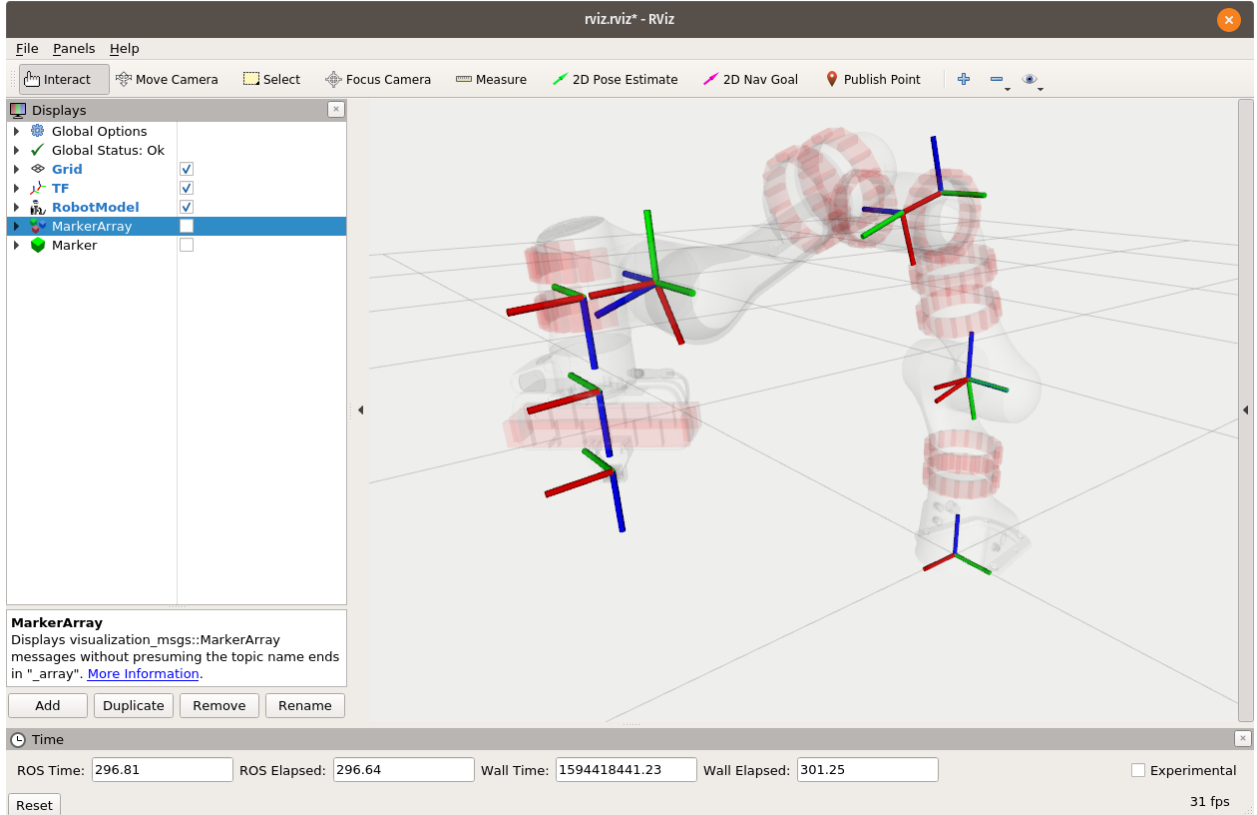 rviz.rviz* - RViz
File Panels Help
Interact Move Camera Select Focus Camera Measure 2D Pose Estimate 2D Nav Goal Publish Point
Displays
Global Options
Global Status: Ok
Grid
TF
RobotModel
MarkerArray
Marker
MarkerArray
Displays visualization_msgs::MarkerArray
messages without presuming the topic name ends
in "_array". More Information.
Add Duplicate Remove Rename
Time
ROS Time: 296.81 ROS Elapsed: 296.64 Wall Time: 1594418441.23 Wall Elapsed: 301.25 Experimental
Reset 31 fps